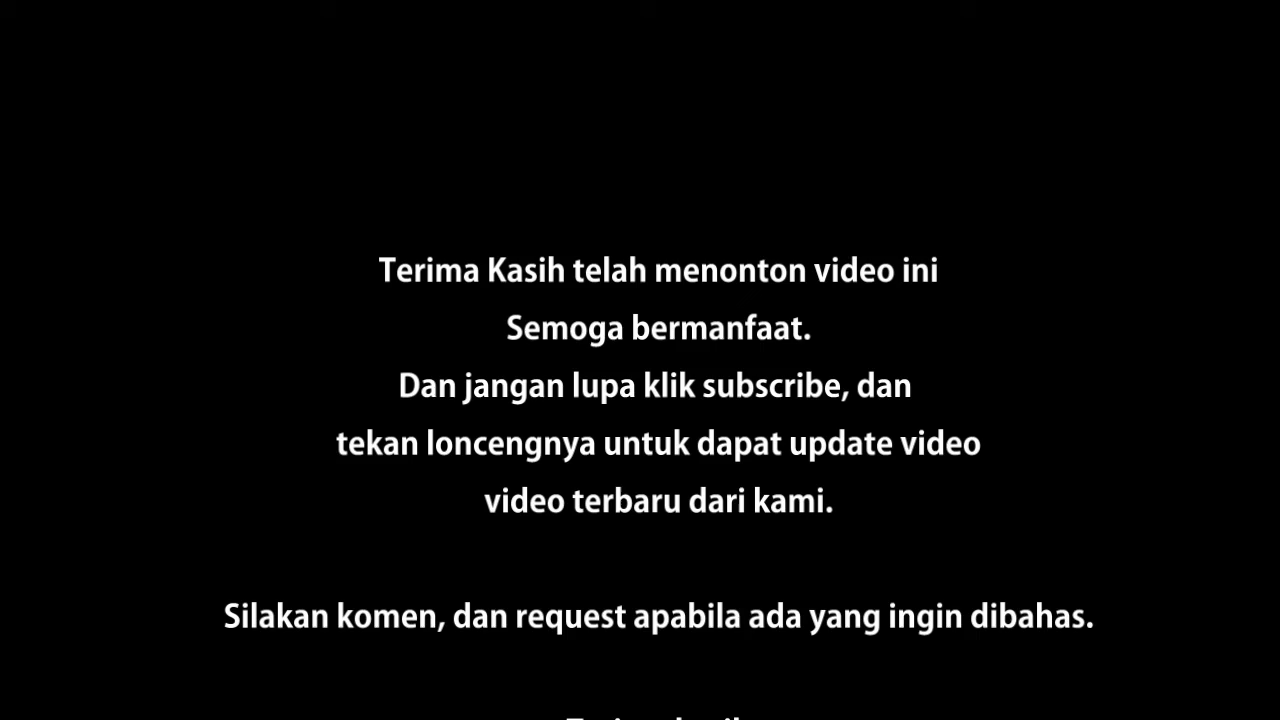 Terima Kasih telah menonton video ini
Semoga bermanfaat.
Dan jangan lupa klik subscribe, dan
tekan loncengnya untuk dapat update video
video terbaru dari kami.
Silakan komen, dan request apabila ada yang ingin dibahas.